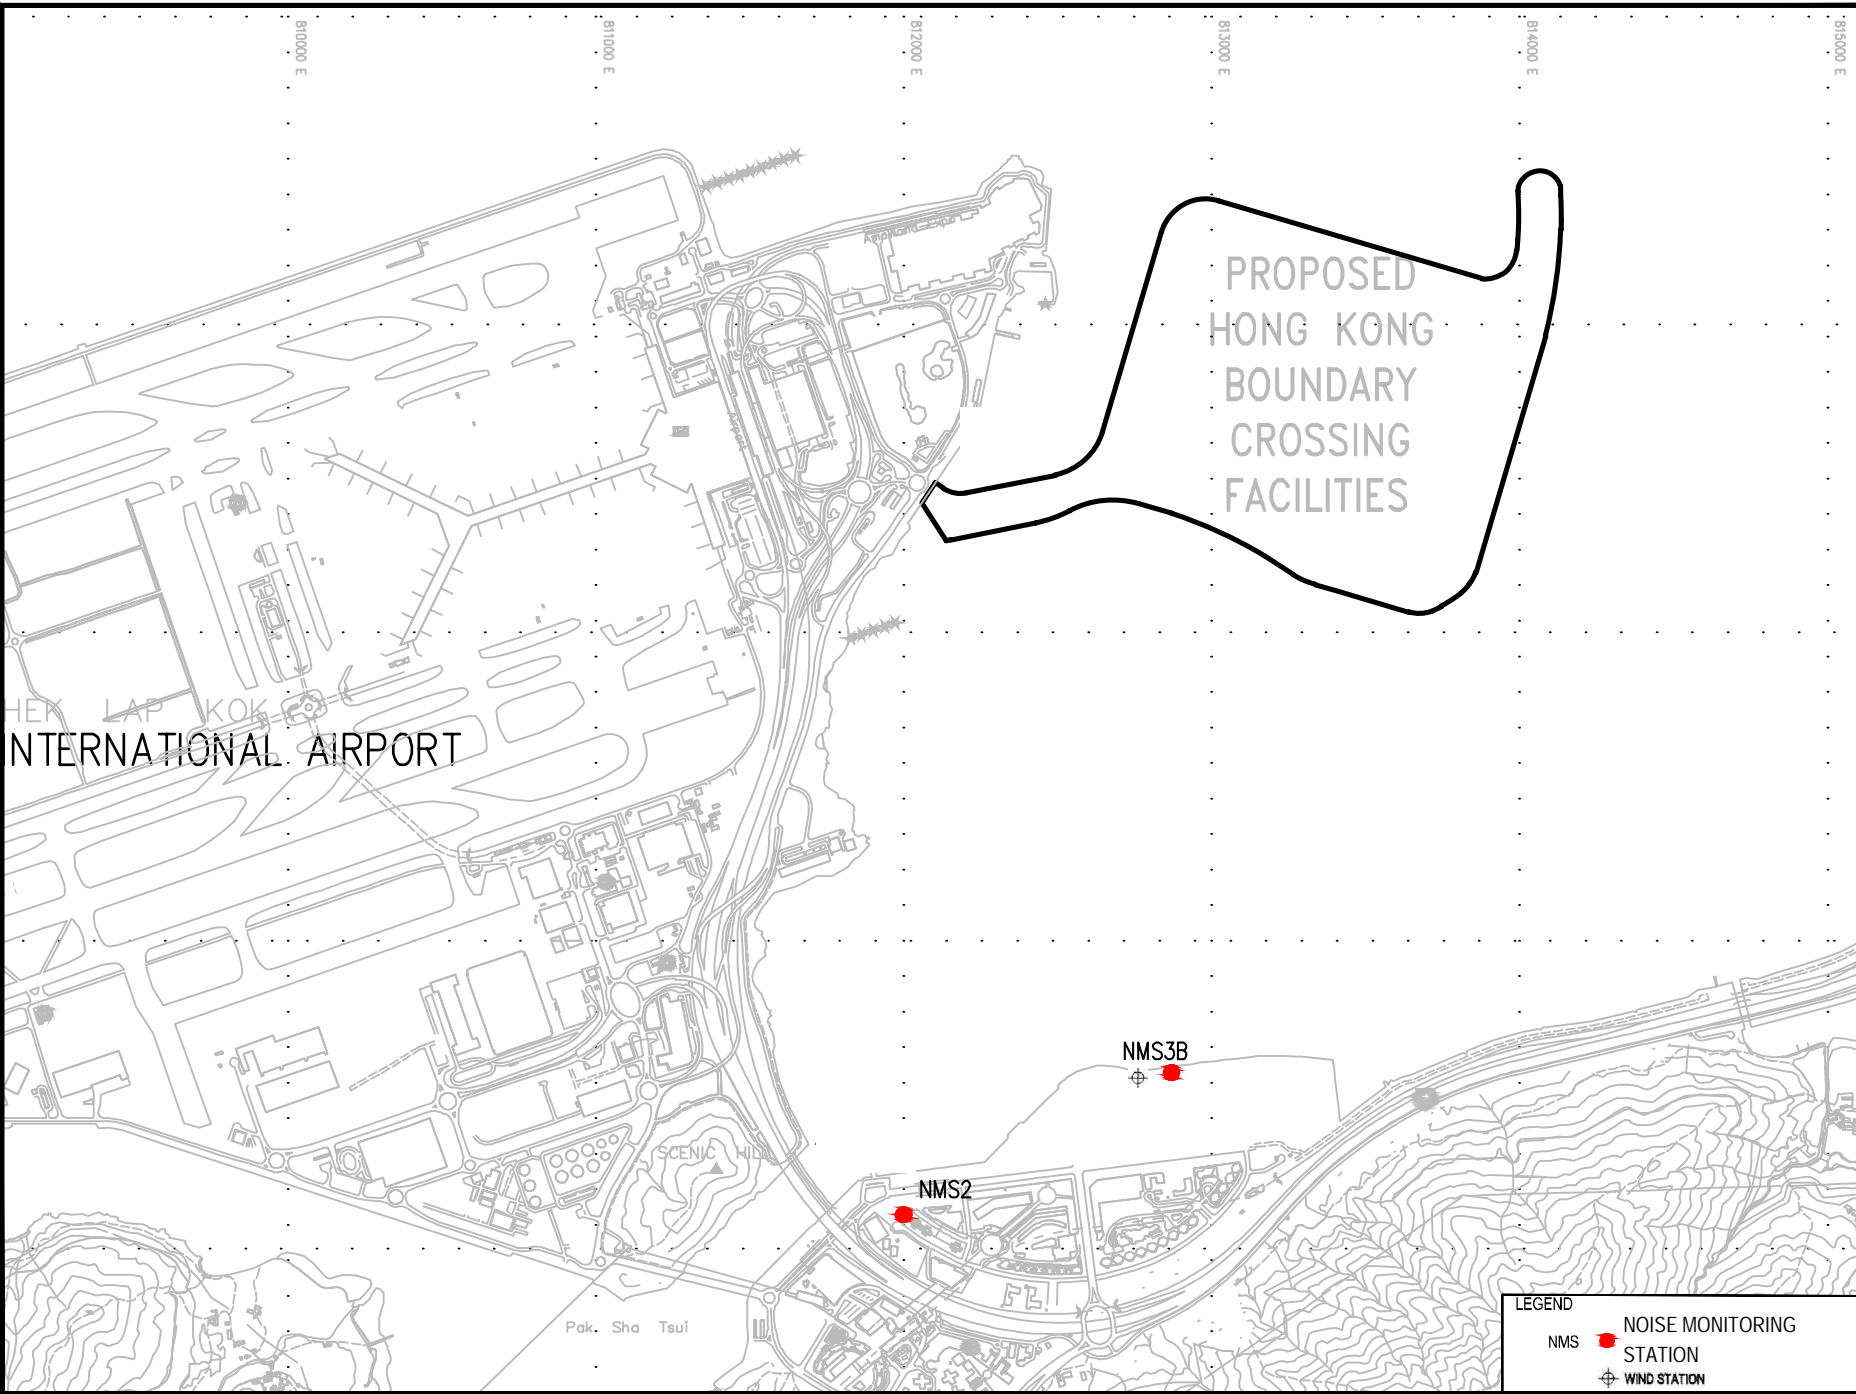 810000 E
811000 E
812000 E
813000 E
814000 E
815000 E
Airport
PROPOSED
HONG KONG
BOUNDARY
CROSSING
FACILITIES
HEK LAP KOK
INTERNATIONAL AIRPORT
NMS3B
SCENIC HILL
NMS2
Pak Sha Tsui
LEGEND
NMS NOISE MONITORING
STATION
WIND STATION